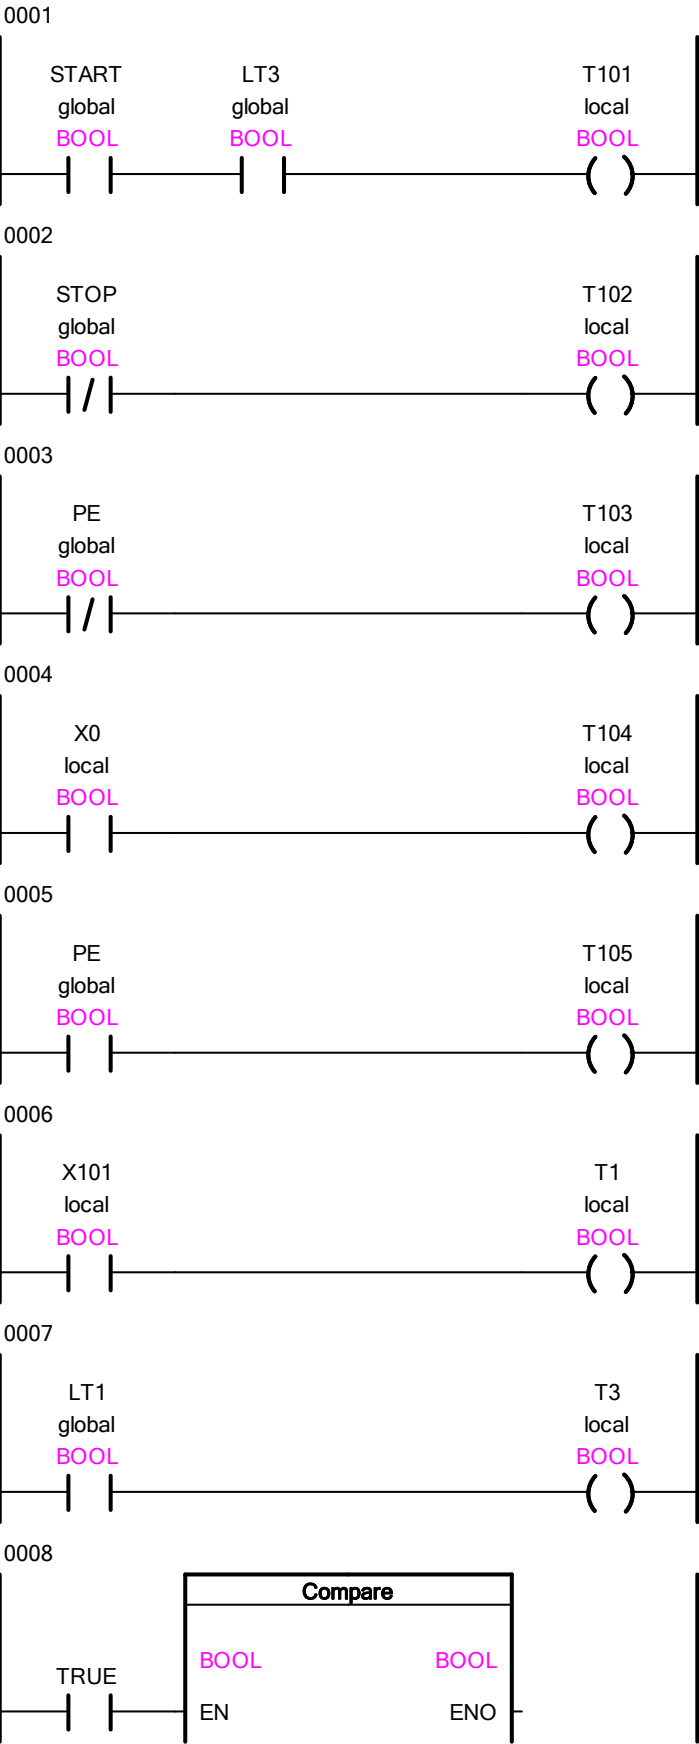 0001
START LT3 T101
global global local
BOOL BOOL BOOL
0002
STOP T102
global local
BOOL BOOL
0003
PE T103
global local
BOOL BOOL
0004
X0 T104
local local
BOOL BOOL
0005
PE T105
global local
BOOL BOOL
0006
X101 T1
local local
BOOL BOOL
0007
LT1 T3
global local
BOOL BOOL
0008
Compare
BOOL BOOL
TRUE
EN ENO